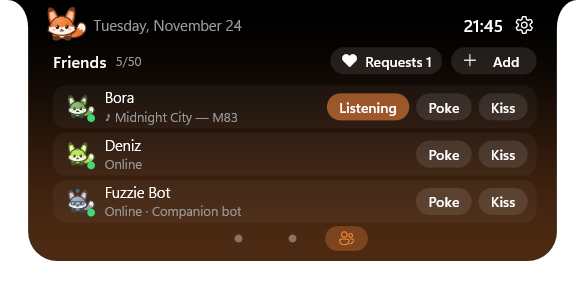 Tuesday, November 24 21:45
Friends 5/50 Requests 1 Add
Bora
♪ Midnight City — M83
Listening Poke Kiss
Deniz
Online
Poke Kiss
Fuzzie Bot
Online · Companion bot
Poke Kiss